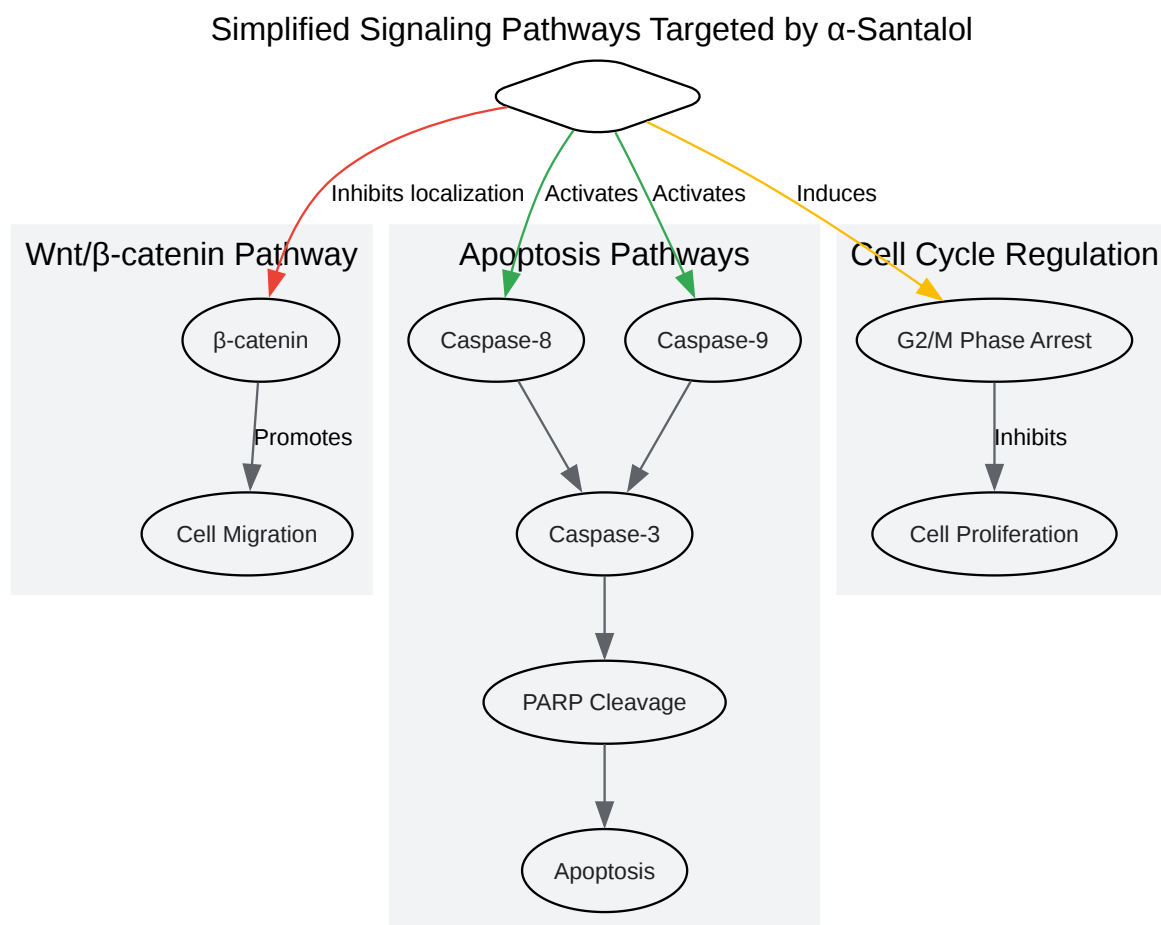 Simplified Signaling Pathways Targeted by α-Santalol
Inhibits localization
Activates
Activates
Induces
Wnt/β-catenin Pathway
Apoptosis Pathways
Cell Cycle Regulation
β-catenin
Caspase-8
Caspase-9
G2/M Phase Arrest
Promotes
Inhibits
Cell Migration
Caspase-3
Cell Proliferation
PARP Cleavage
Apoptosis